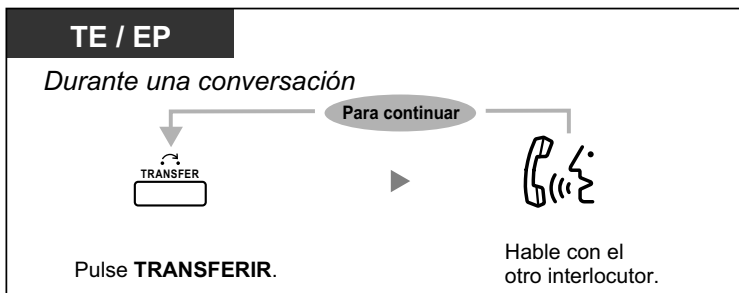 TE / EP
Durante una conversación
Para continuar
TRANSFER
Pulse TRANSFERIR.
Hable con el
otro interlocutor.